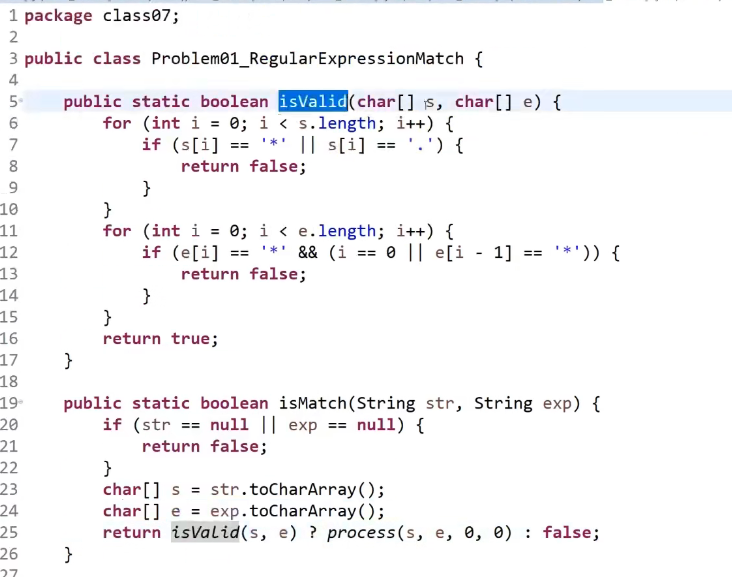 1 package class07;
2
3 public class Problem01_RegularExpressionMatch {
4
5 public static boolean isValid(char[] s, char[] e) {
6 for (int i = 0; i < s.length; i++) {
7 if (s[i] == '*' || s[i] == '.') {
8 return false;
9 }
10 }
11 for (int i = 0; i < e.length; i++) {
12 if (e[i] == '*' && (i == 0 || e[i - 1] == '*')) {
13 return false;
14 }
15 }
16 return true;
17 }
18
19 public static boolean isMatch(String str, String exp) {
20 if (str == null || exp == null) {
21 return false;
22 }
23 char[] s = str.toCharArray();
24 char[] e = exp.toCharArray();
25 return isValid(s, e) ? process(s, e, 0, 0) : false;
26 }
27